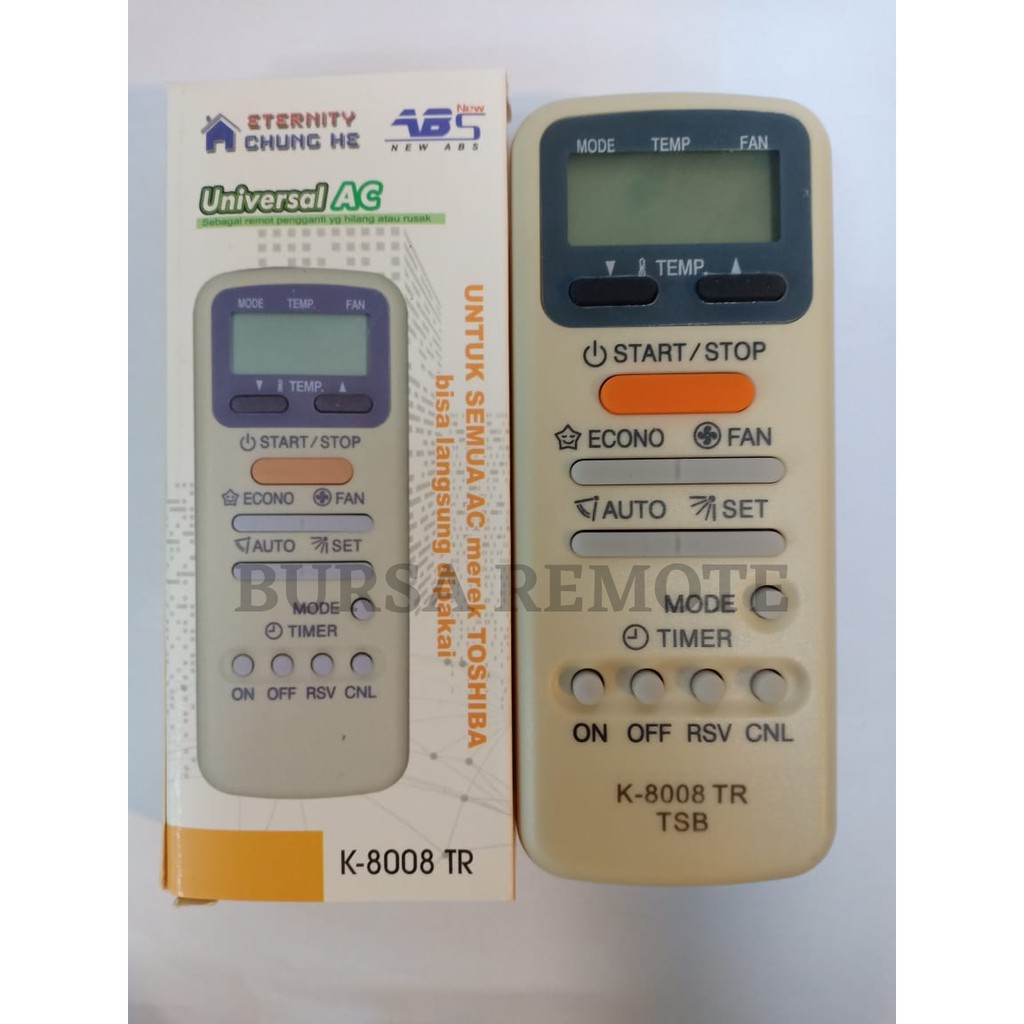 ETERNITY
CHUNG HE
New
ABS
NEW ABS
Universal AC
Sebagai remot pengganti yg hilang atau rusak
MODE TEMP. FAN
▼ TEMP. ▲
START/STOP
ECONO FAN
AUTO SET
MODE
TIMER
ON OFF RSV CNL
UNTUK SEMUA AC merek TOSHIBA
bisa langsung dipakai
K-8008 TR
MODE TEMP FAN
▼ TEMP. ▲
START/STOP
ECONO FAN
AUTO SET
MODE
TIMER
ON OFF RSV CNL
K-8008 TR
TSB
BURSA REMOTE